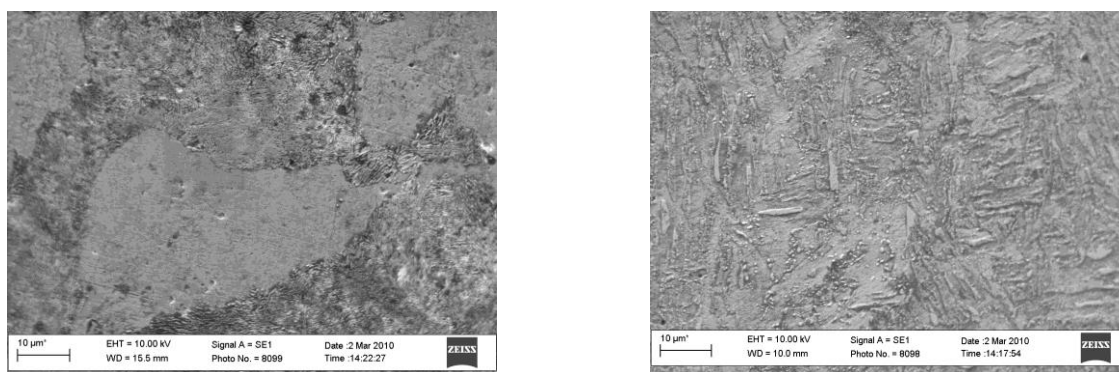 10 µm*
EHT = 10.00 kV
Signal A = SE1
Date :2 Mar 2010
WD = 15.5 mm
Photo No. = 8099
Time :14:22:27
ZEISS
10 µm*
EHT = 10.00 kV
Signal A = SE1
Date :2 Mar 2010
WD = 10.0 mm
Photo No. = 8098
Time :14:17:54
ZEISS